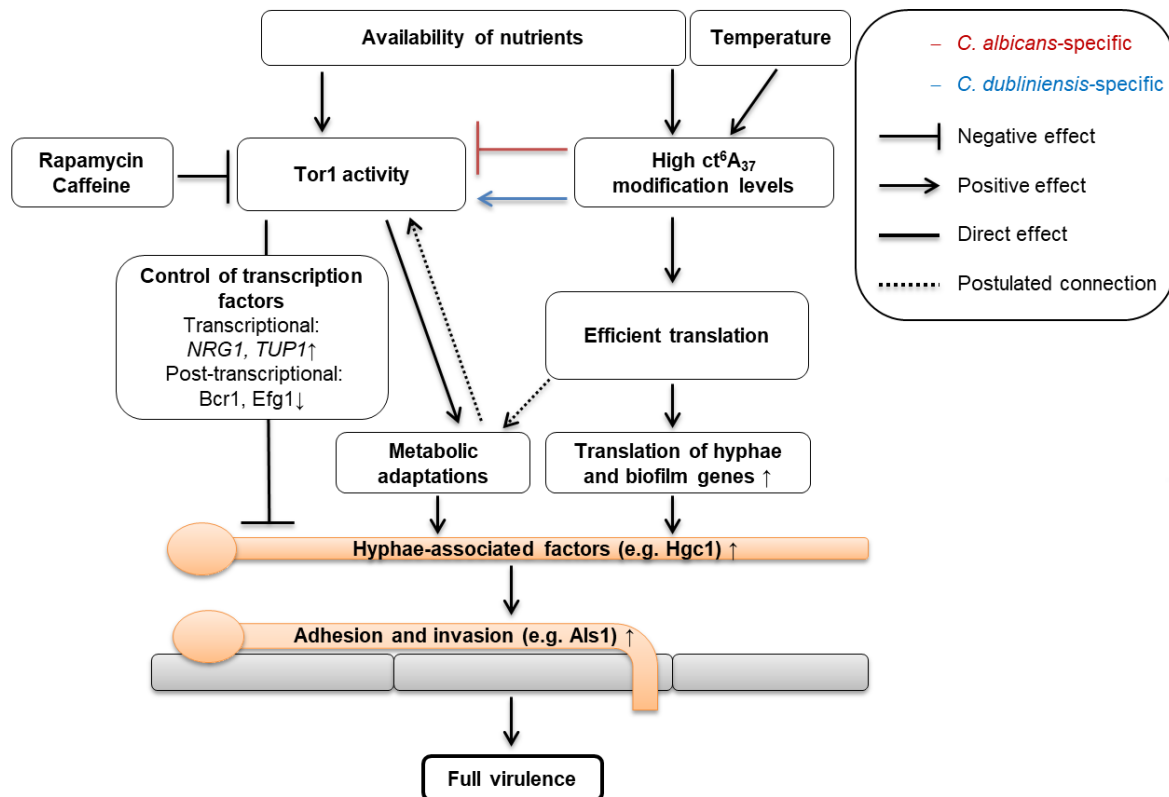 Availability of nutrients
Temperature
– C. albicans-specific
– C. dubliniensis-specific
Negative effect
Positive effect
Direct effect
Postulated connection
Rapamycin
Caffeine
Tor1 activity
High ct⁶A₃₇
modification levels
Control of transcription
factors
Transcriptional:
NRG1, TUP1↑
Post-transcriptional:
Bcr1, Efg1↓
Efficient translation
Metabolic
adaptations
Translation of hyphae
and biofilm genes ↑
Hyphae-associated factors (e.g. Hgc1) ↑
Adhesion and invasion (e.g. Als1) ↑
Full virulence